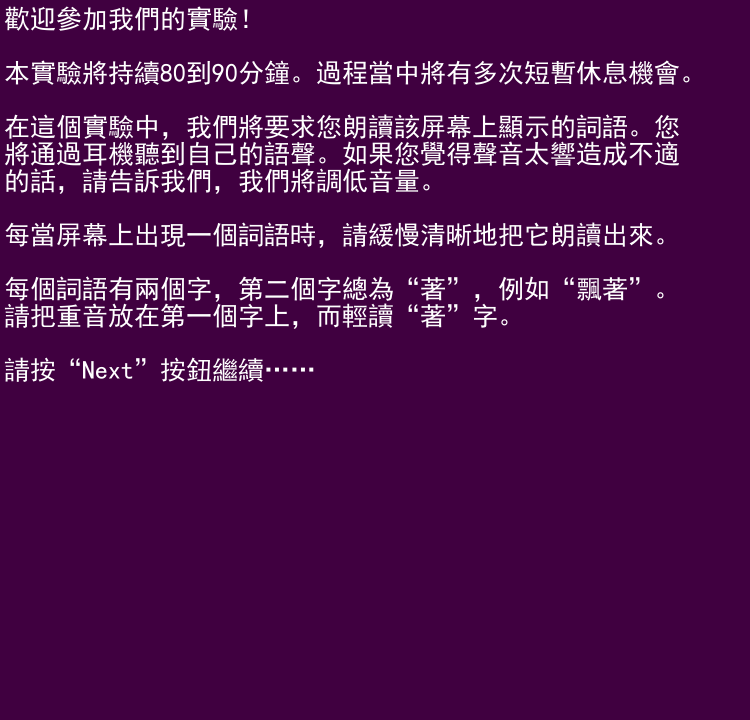 歡迎參加我們的實驗！
本實驗將持續80到90分鐘。過程當中將有多次短暫休息機會。
在這個實驗中，我們將要求您朗讀該屏幕上顯示的詞語。您
將通過耳機聽到自己的語聲。如果您覺得聲音太響造成不適
的話，請告訴我們，我們將調低音量。
每當屏幕上出現一個詞語時，請緩慢清晰地把它朗讀出來。
每個詞語有兩個字，第二個字總為“著”，例如“飄著”。
請把重音放在第一個字上，而輕讀“著”字。
請按“Next”按鈕繼續……